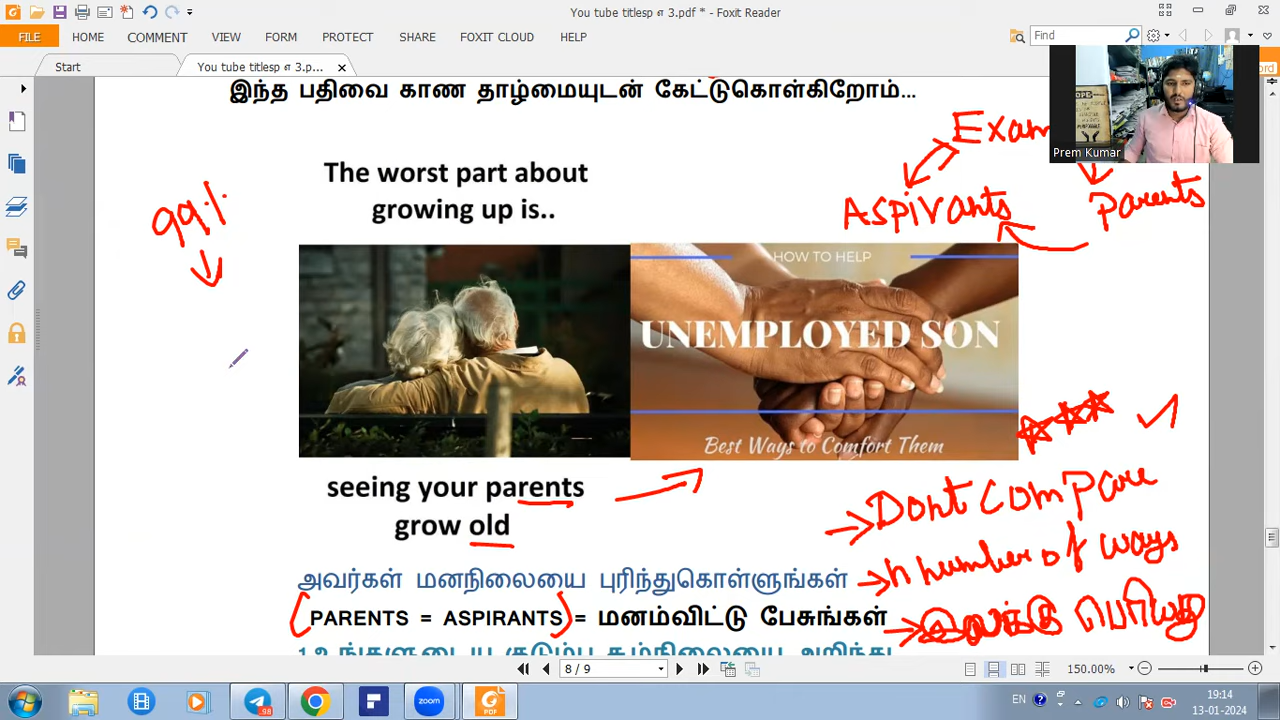 You tube titlesp எ 3.pdf * - Foxit Reader
FILE HOME COMMENT VIEW FORM PROTECT SHARE FOXIT CLOUD HELP
Find
Start
You tube titlesp எ 3.p...
இந்த பதிவை காண தாழ்மையுடன் கேட்டுகொள்கிறோம்...
Exam
Prem Kumar
The worst part about
growing up is..
99%
Aspirants
Parents
HOW TO HELP
UNEMPLOYED SON
Best Ways to Comfort Them
seeing your parents
grow old
Dont compare
n number of ways
அவர்கள் மனநிலையை புரிந்துகொள்ளுங்கள்
(PARENTS = ASPIRANTS) = மனம்விட்டு பேசுங்கள்
8 / 9
150.00%
98
zoom
PDF
EN
19:14
13-01-2024